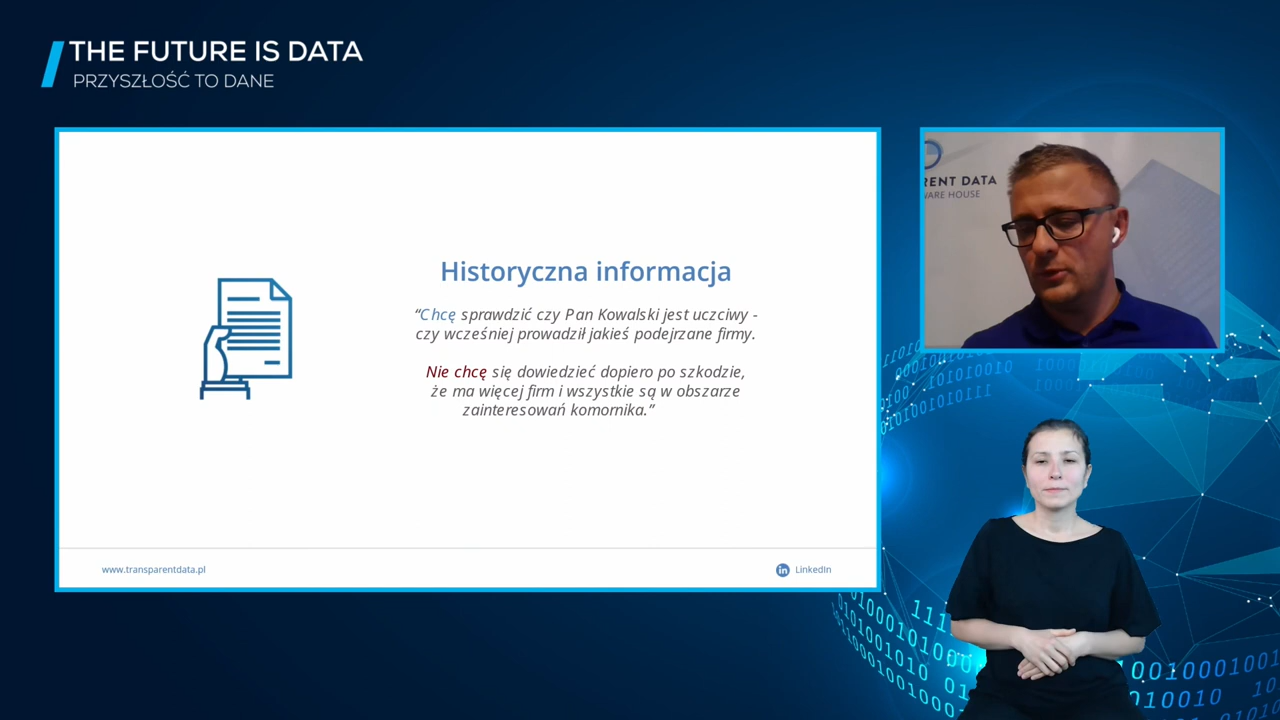 THE FUTURE IS DATA
PRZYSZŁOŚĆ TO DANE
RENT DATA
WARE HOUSE
Historyczna informacja
“Chcę sprawdzić czy Pan Kowalski jest uczciwy -
czy wcześniej prowadził jakieś podejrzane firmy.
Nie chcę się dowiedzieć dopiero po szkodzie,
że ma więcej firm i wszystkie są w obszarze
zainteresowań komornika.”
www.transparentdata.pl
in LinkedIn